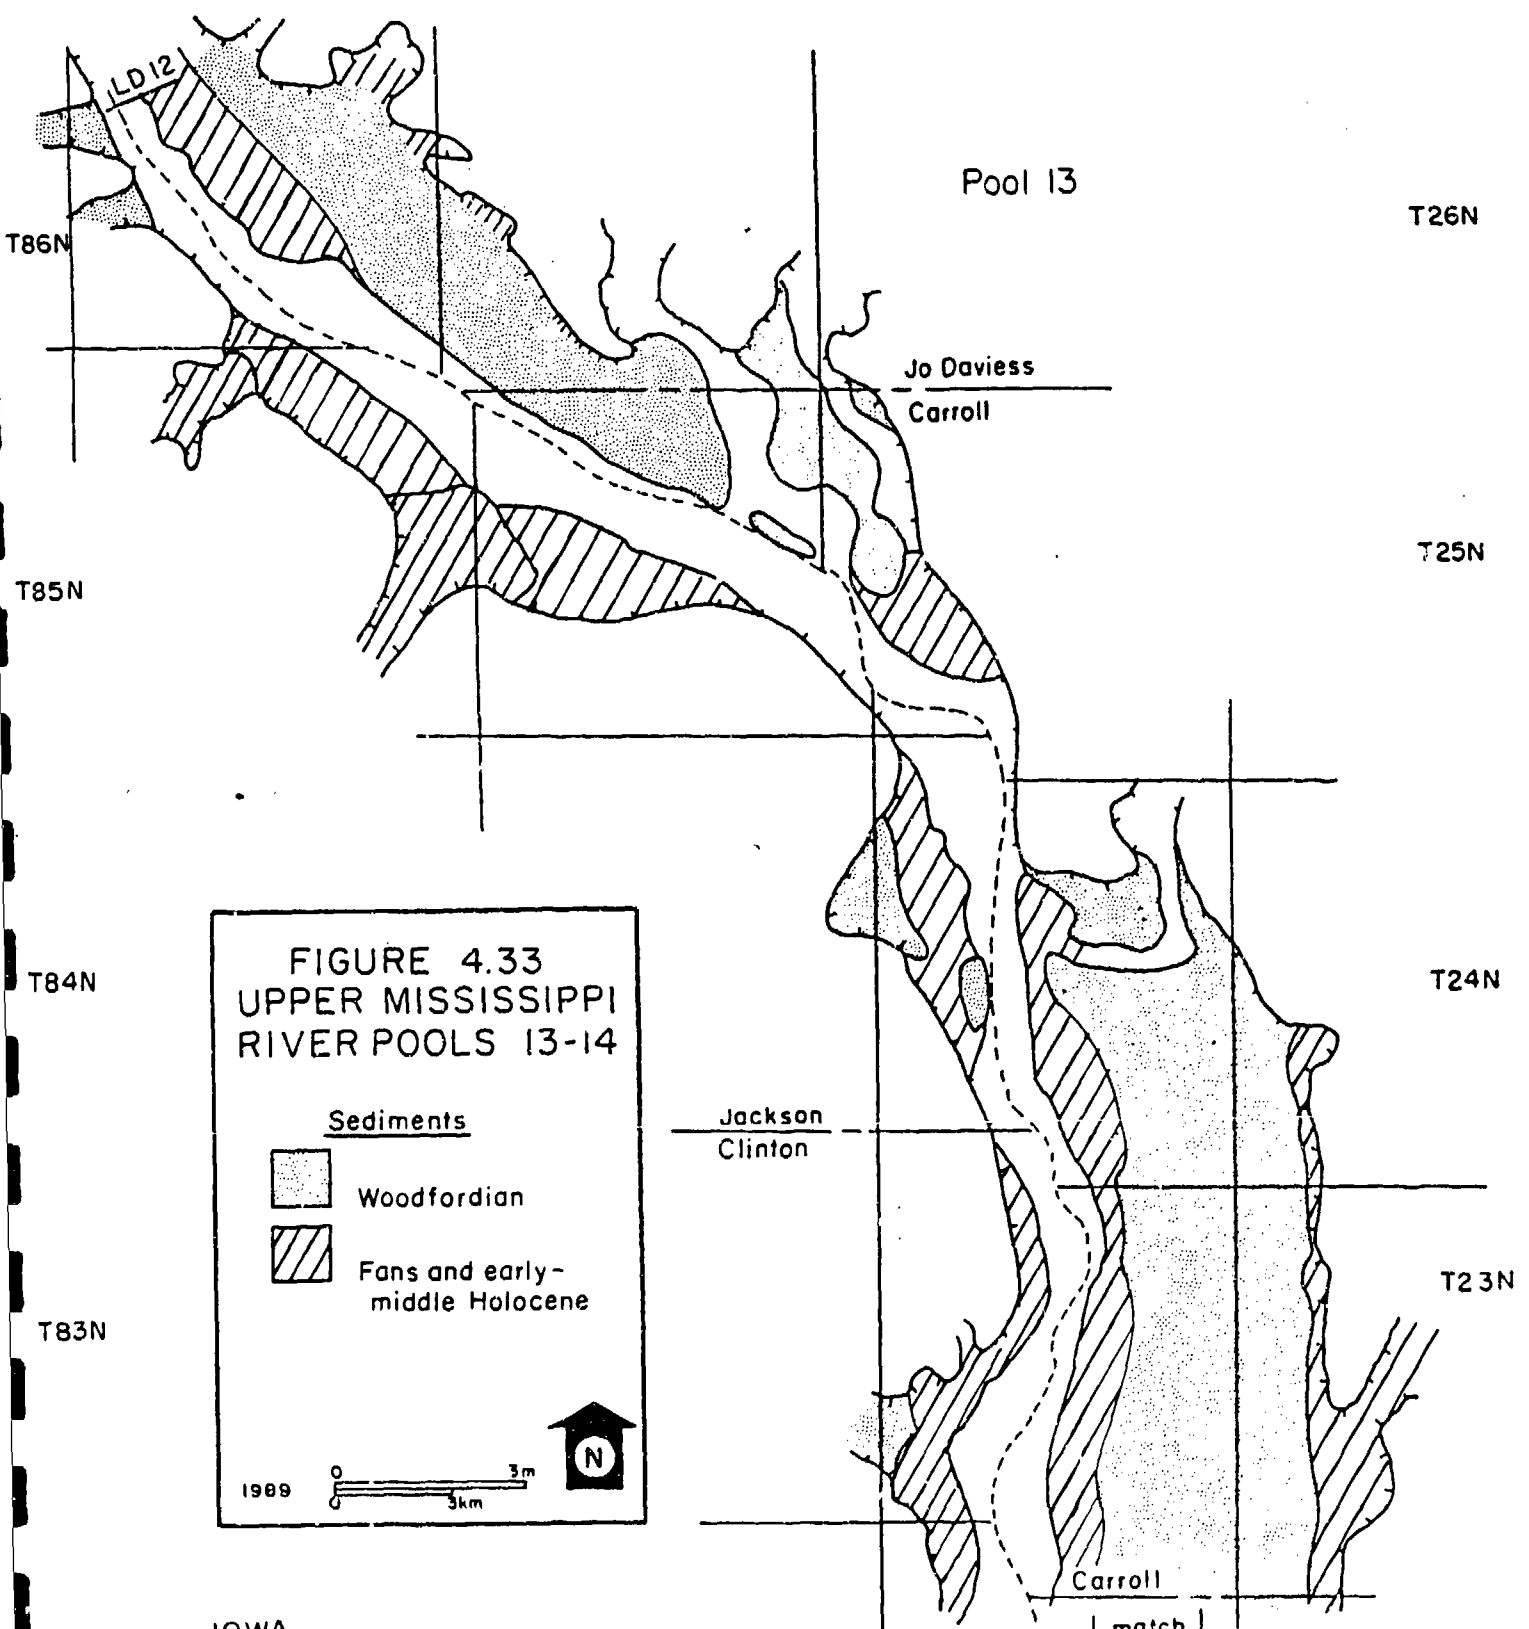 LD 12
Pool 13
T26N
T86N
Jo Daviess
Carroll
T25N
T85N
T84N
T24N
FIGURE 4.33
UPPER MISSISSIPPI
RIVER POOLS 13-14
Sediments
Woodfordian
Fans and early-
middle Holocene
Jackson
Clinton
T23N
T83N
N
0 3m
1989
0 3km
Carroll
match
IOWA